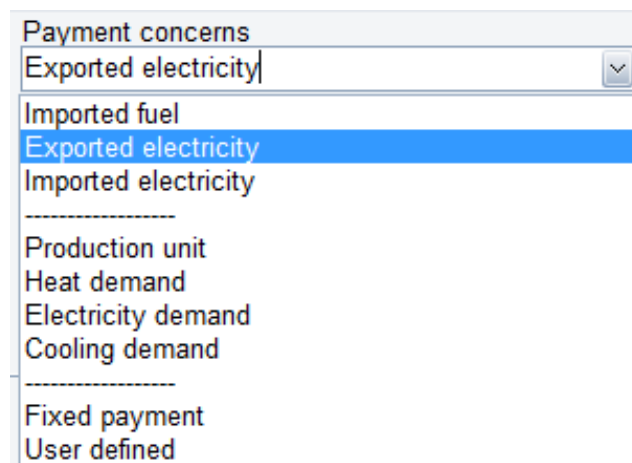 Payment concerns
Exported electricity
Imported fuel
Exported electricity
Imported electricity
------------------
Production unit
Heat demand
Electricity demand
Cooling demand
------------------
Fixed payment
User defined